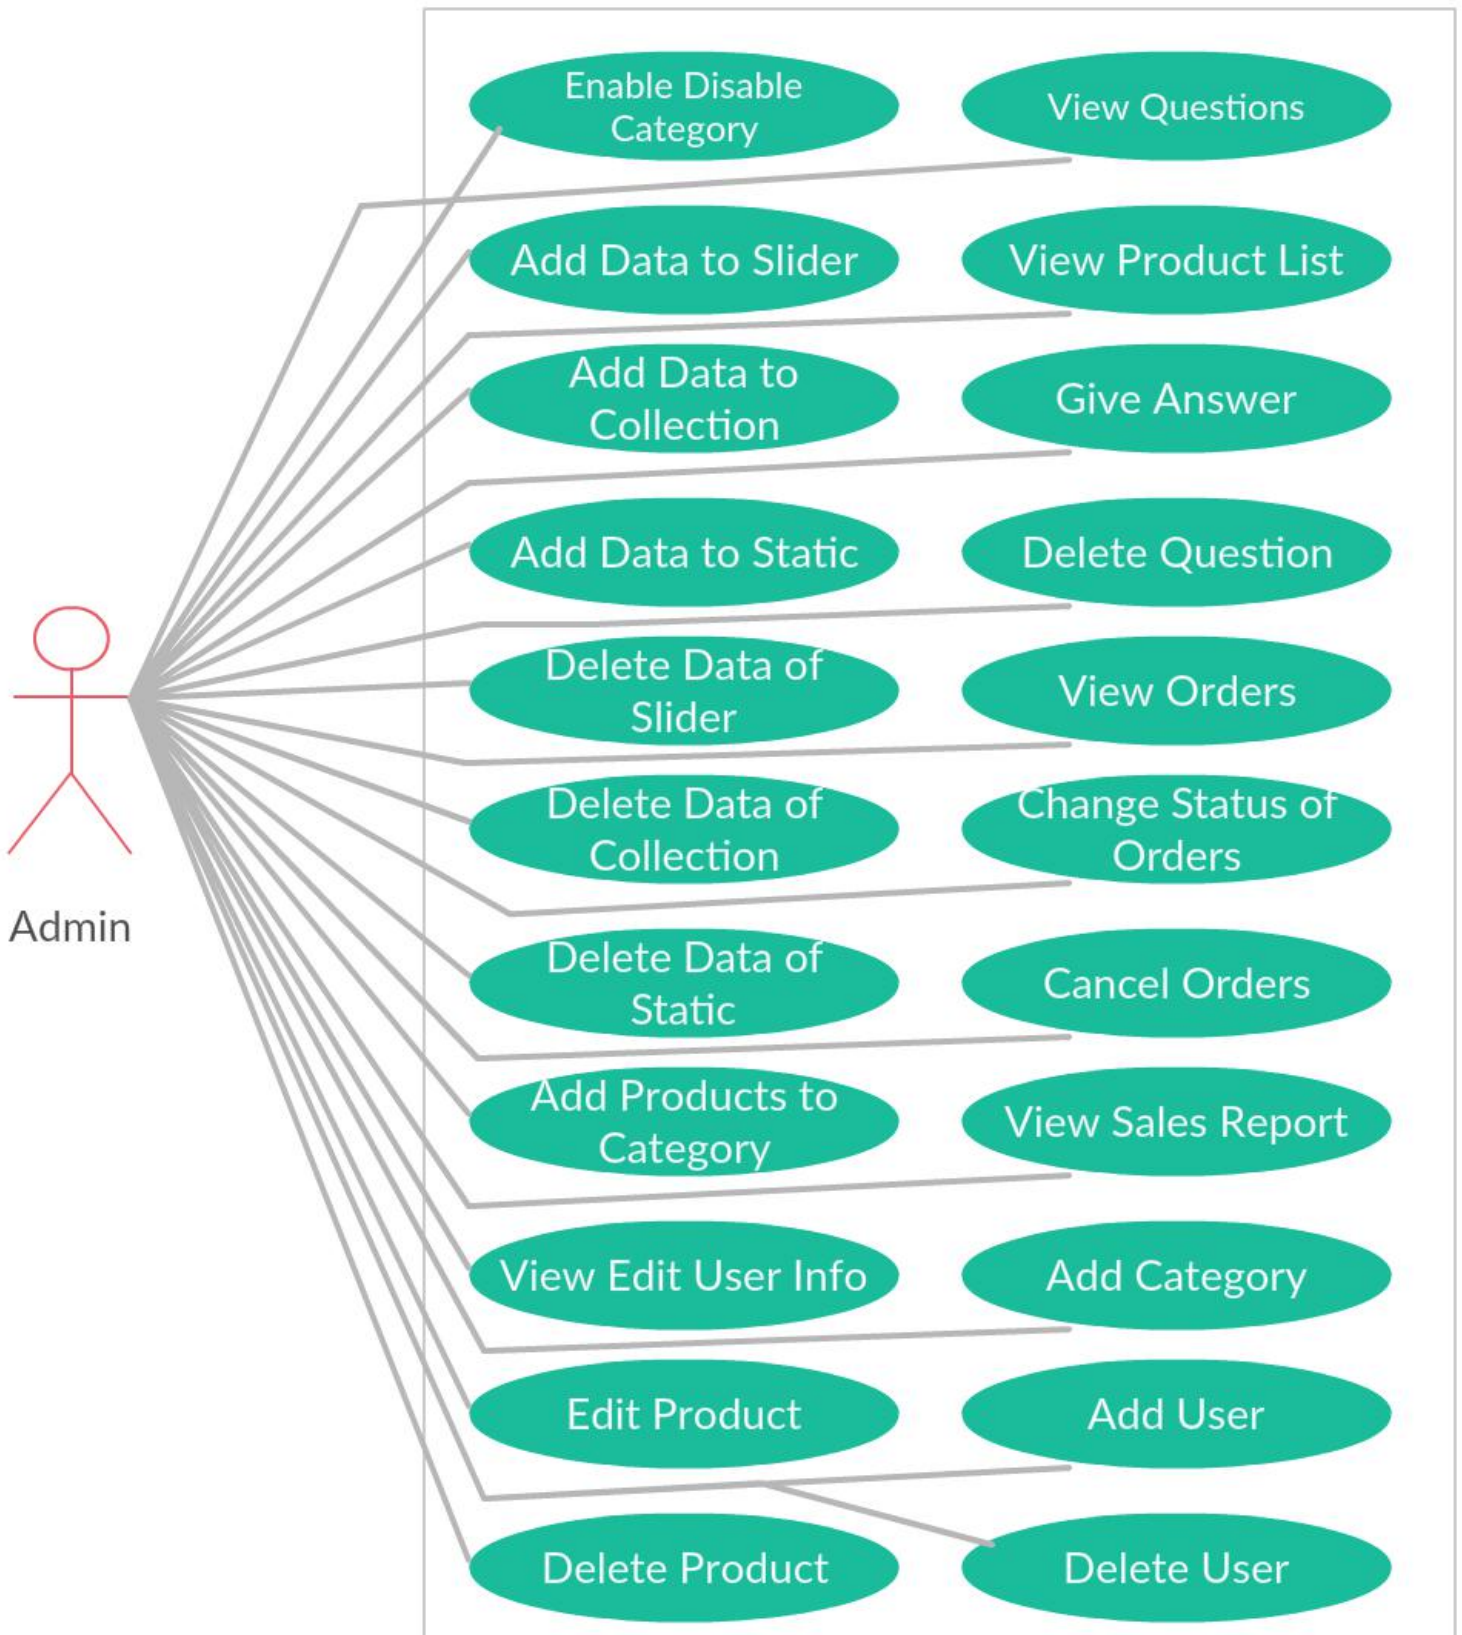 Enable Disable
Category
View Questions
Add Data to Slider
View Product List
Add Data to
Collection
Give Answer
Add Data to Static
Delete Question
Delete Data of
Slider
View Orders
Delete Data of
Collection
Change Status of
Orders
Admin
Delete Data of
Static
Cancel Orders
Add Products to
Category
View Sales Report
View Edit User Info
Add Category
Edit Product
Add User
Delete Product
Delete User